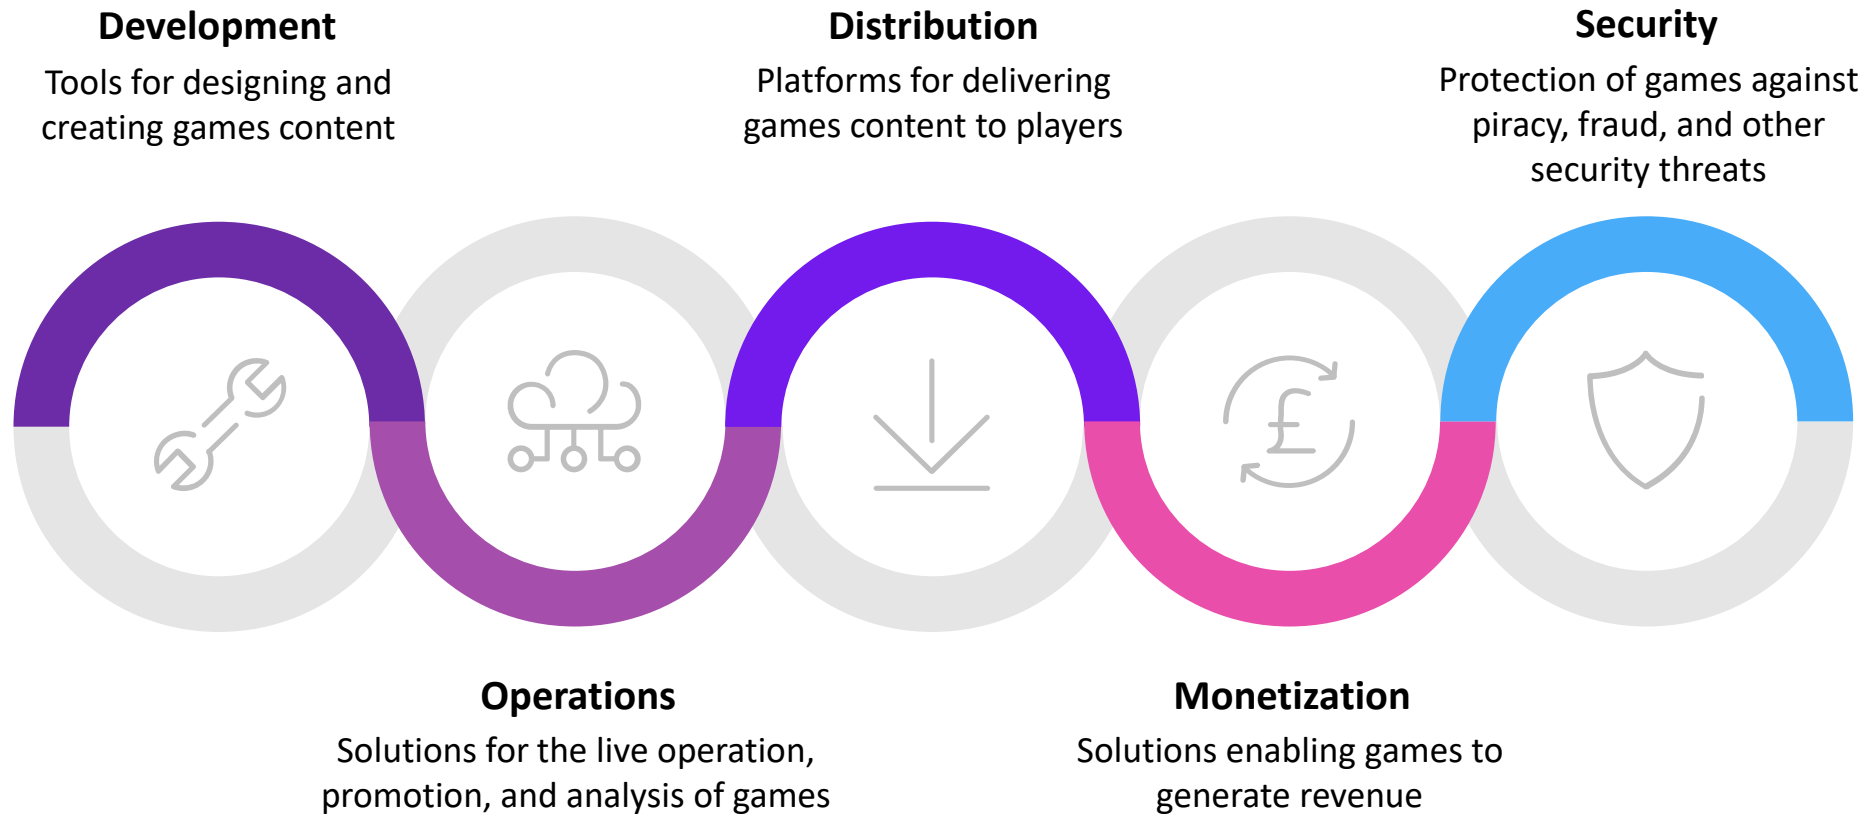 Development
Tools for designing and
creating games content
Operations
Solutions for the live operation,
promotion, and analysis of games
Distribution
Platforms for delivering
games content to players
Monetization
Solutions enabling games to
generate revenue
Security
Protection of games against
piracy, fraud, and other
security threats
£